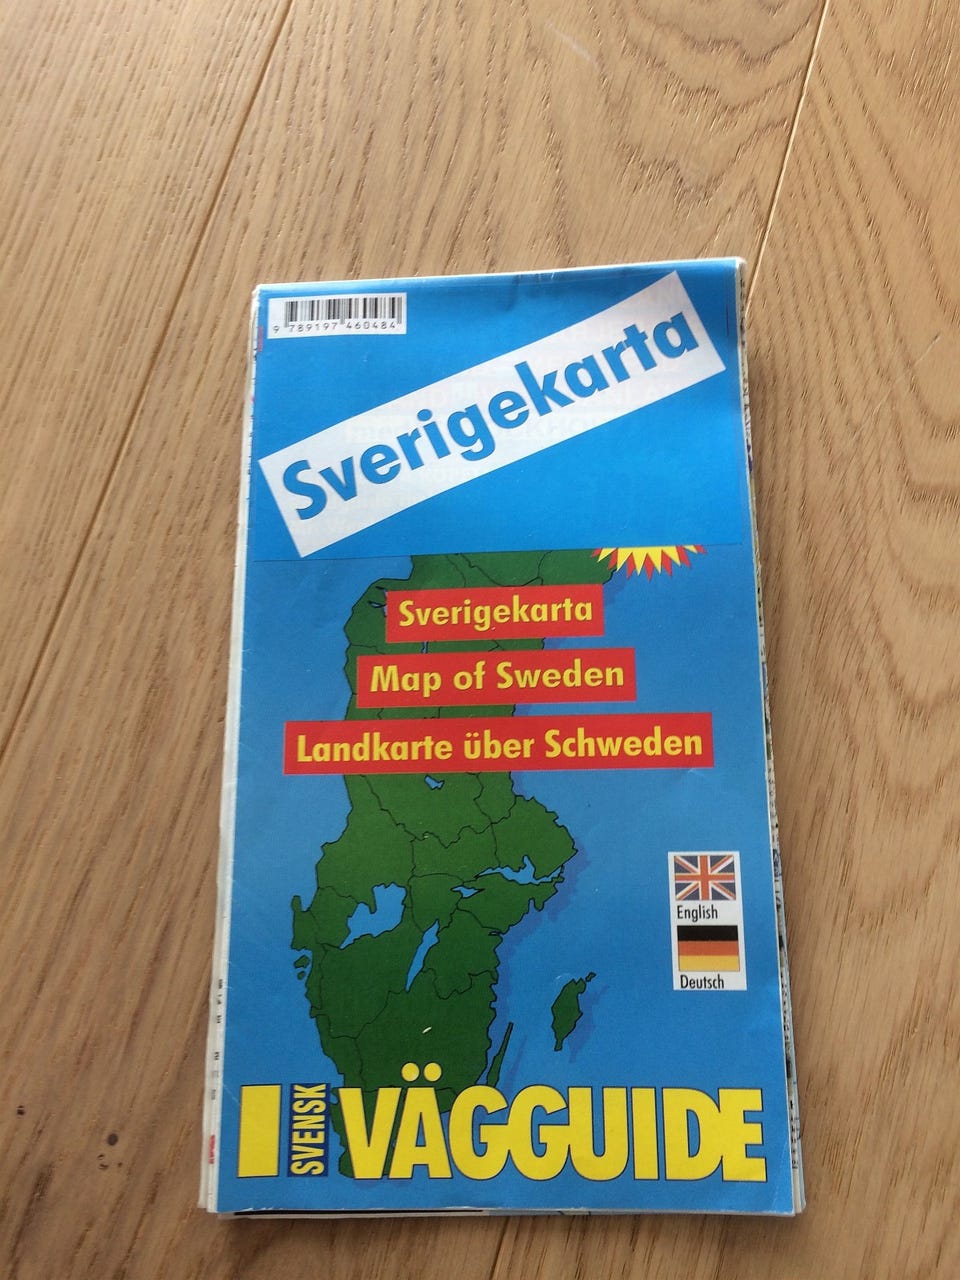 9 789197 460484
Sverigekarta
Sverigekarta
Map of Sweden
Landkarte über Schweden
English
Deutsch
SVENSK
VÄGGUIDE